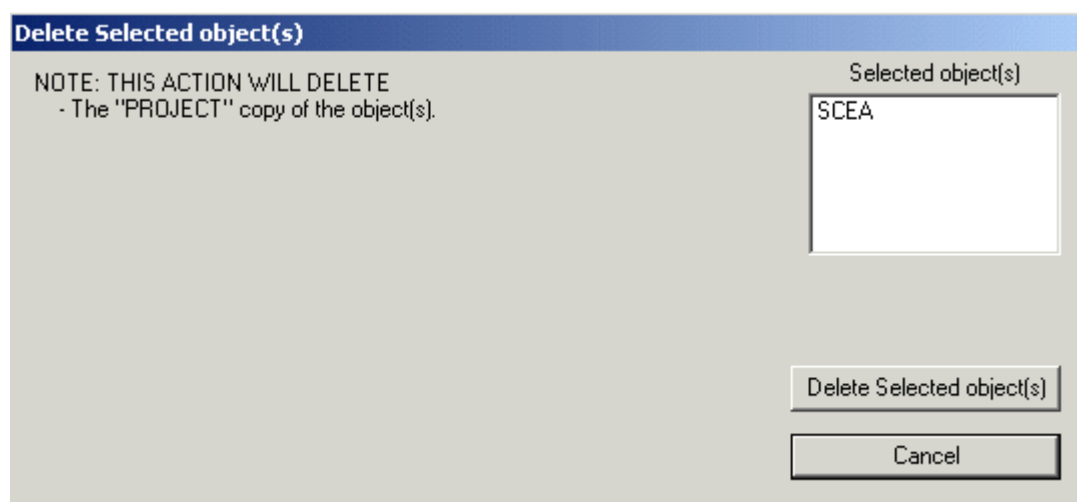 Delete Selected object(s)
NOTE: THIS ACTION WILL DELETE
- The "PROJECT" copy of the object(s).
Selected object(s)
SCEA
Delete Selected object(s)
Cancel